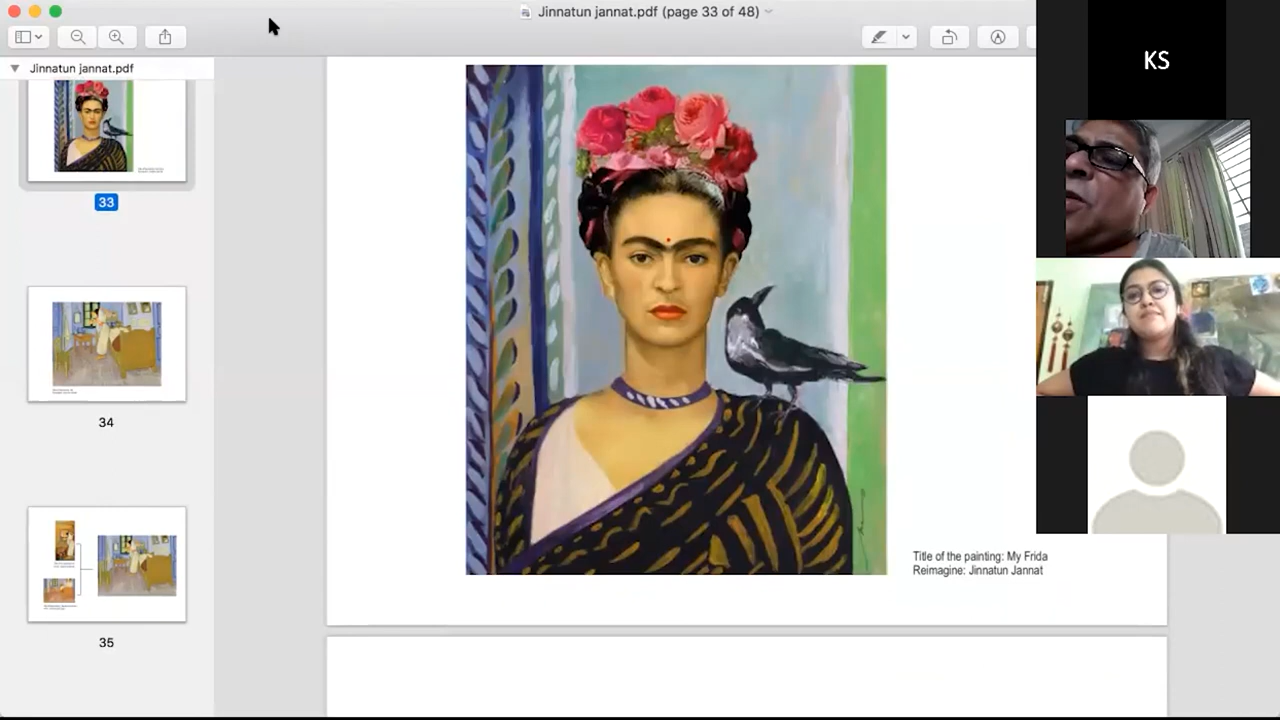 Jinnatun jannat.pdf (page 33 of 48)
Jinnatun jannat.pdf
33
34
35
Title of the painting: My Frida
Reimagine: Jinnatun Jannat
KS